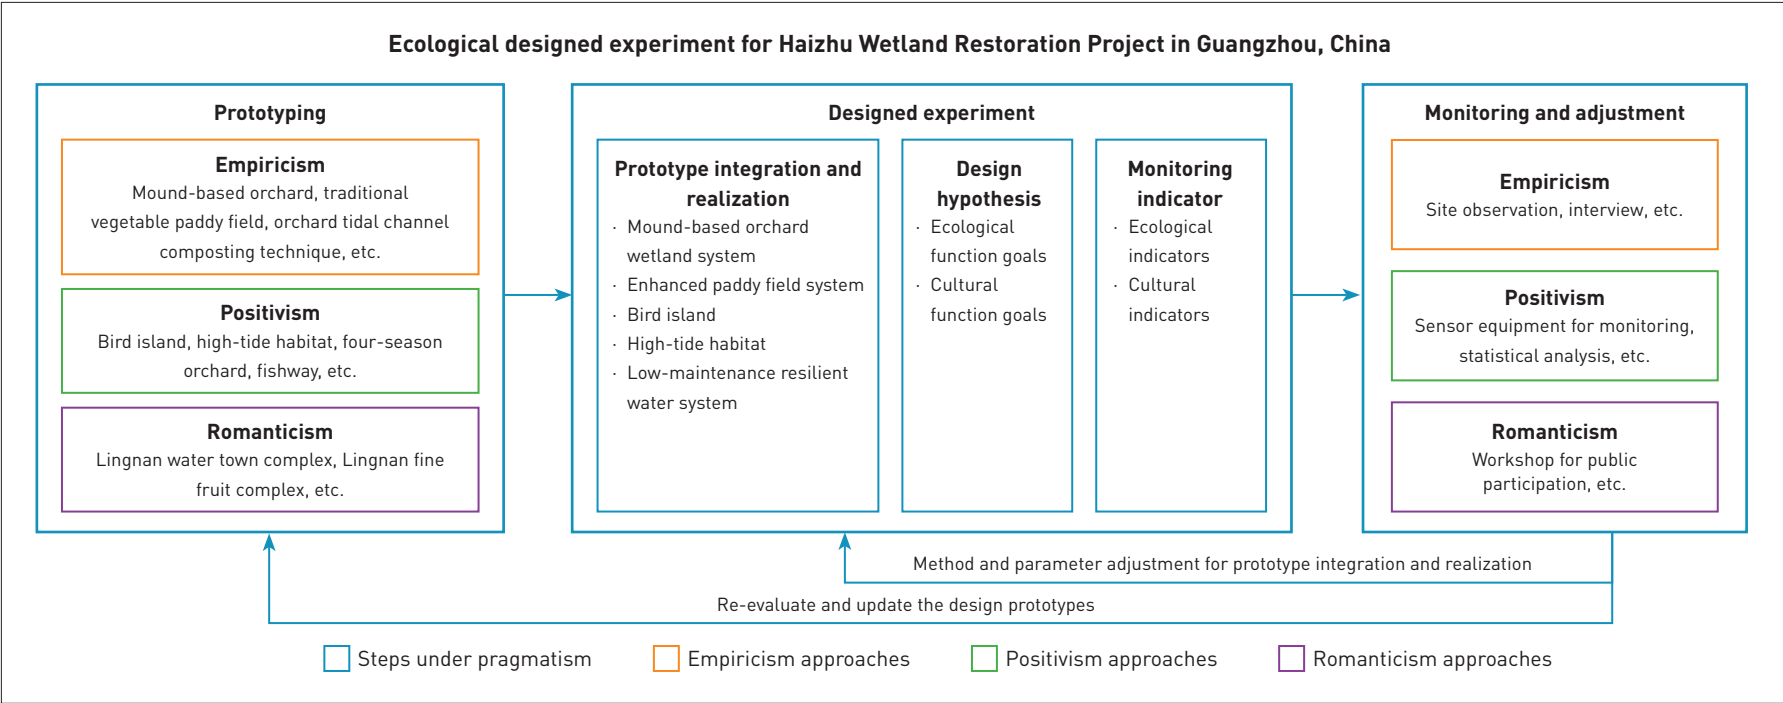 Ecological designed experiment for Haizhu Wetland Restoration Project in Guangzhou, China
Prototyping
Empiricism
Mound-based orchard, traditional
vegetable paddy field, orchard tidal channel
composting technique, etc.
Positivism
Bird island, high-tide habitat, four-season
orchard, fishway, etc.
Romanticism
Lingnan water town complex, Lingnan fine
fruit complex, etc.
Designed experiment
Prototype integration and
realization
· Mound-based orchard
wetland system
· Enhanced paddy field system
· Bird island
· High-tide habitat
· Low-maintenance resilient
water system
Design
hypothesis
· Ecological
function goals
· Cultural
function goals
Monitoring
indicator
· Ecological
indicators
· Cultural
indicators
Monitoring and adjustment
Empiricism
Site observation, interview, etc.
Positivism
Sensor equipment for monitoring,
statistical analysis, etc.
Romanticism
Workshop for public
participation, etc.
Method and parameter adjustment for prototype integration and realization
Re-evaluate and update the design prototypes
Steps under pragmatism
Empiricism approaches
Positivism approaches
Romanticism approaches